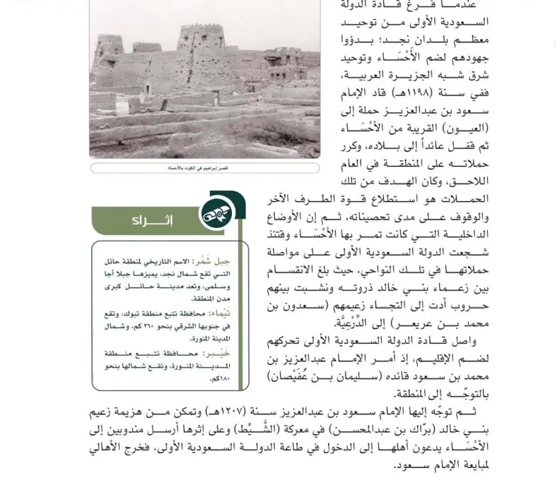 عندما فرغ قادة الدولة
السعودية الأولى من توحيد
معظم بلدان نجد؛ بدؤوا
جهودهم لضم الأَحْسَاء وتوحيد
شرق شبه الجزيرة العربية،
ففي سنة (١١٩٨هـ) قاد الإمام
سعود بن عبدالعزيز حملة إلى
(العيون) القريبة من الأحْسَاء
ثم قفل عائداً إلى بلاده، وكرر
حملاته على المنطقة في العام
اللاحق، وكان الهدف من تلك
الحملات هو استطلاع قوة الطرف الآخر
والوقوف على مدى تحصيناته، ثم إن الأوضاع
الداخلية التي كانت تمر بها الأحْسَاء وقتئذ
شجعت الدولة السعودية الأولى على مواصلة
حملاتها في تلك النواحي، حيث بلغ الانقسام
بين زعماء بني خالد ذروته ونشبت بينهم
حروب أدت إلى التجاء زعيمهم (سعدون بن
محمد بن عريعر) إلى الدِّرْعِيَّة.
واصل قادة الدولة السعودية الأولى تحركهم
لضم الإقليم، إذ أمر الإمام عبدالعزيز بن
محمد بن سعود قائده (سليمان بن عُفَيْصَان)
بالتوجّه إلى المنطقة.
ثم توجّه إليها الإمام سعود بن عبدالعزيز سنة (١٢٠٧هـ) وتمكن من هزيمة زعيم
بني خالد (برّاك بن عبدالمحسن) في معركة (الشَّيِّط) وعلى إثرها أرسل مندوبين إلى
الأحْسَاء يدعون أهلها إلى الدخول في طاعة الدولة السعودية الأولى، فخرج الأهالي
لمبايعة الإمام سعود.
قصر إبراهيم في الكوت بالأحساء
إثراء
جبل شمَّر: الاسم التاريخي لمنطقة حائل
التي تقع شمال نجد، يميزها جبلا أجا
وسلمى، وتعد مدينة حائل كبرى
مدن المنطقة.
تَيْمَاء: محافظة تتبع منطقة تبوك، وتقع
في جنوبها الشرقي بنحو ٢٦٠ كم، وشمال
المدينة المنورة.
خَيْبَر: محافظة تتبع منطقة
المدينة المنورة، وتقع شمالها بنحو
١٨٠كم.